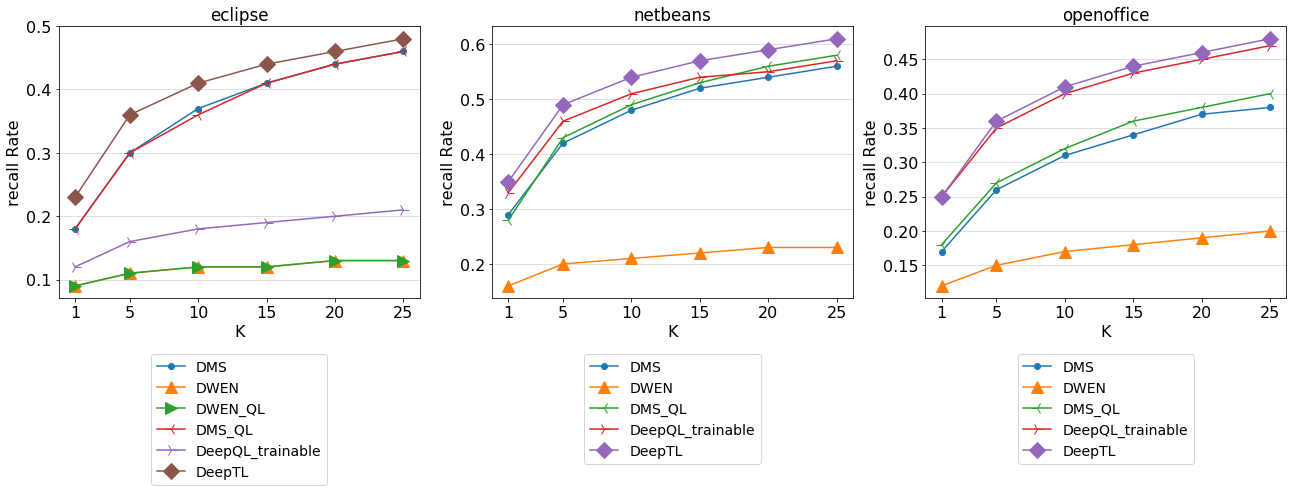 eclipse
0.5
0.4
0.3
0.2
0.1
recall Rate
1 5 10 15 20 25
K
DMS
DWEN
DWEN_QL
DMS_QL
DeepQL_trainable
DeepTL
netbeans
0.6
0.5
0.4
0.3
0.2
recall Rate
1 5 10 15 20 25
K
DMS
DWEN
DMS_QL
DeepQL_trainable
DeepTL
openoffice
0.45
0.40
0.35
0.30
0.25
0.20
0.15
recall Rate
1 5 10 15 20 25
K
DMS
DWEN
DMS_QL
DeepQL_trainable
DeepTL